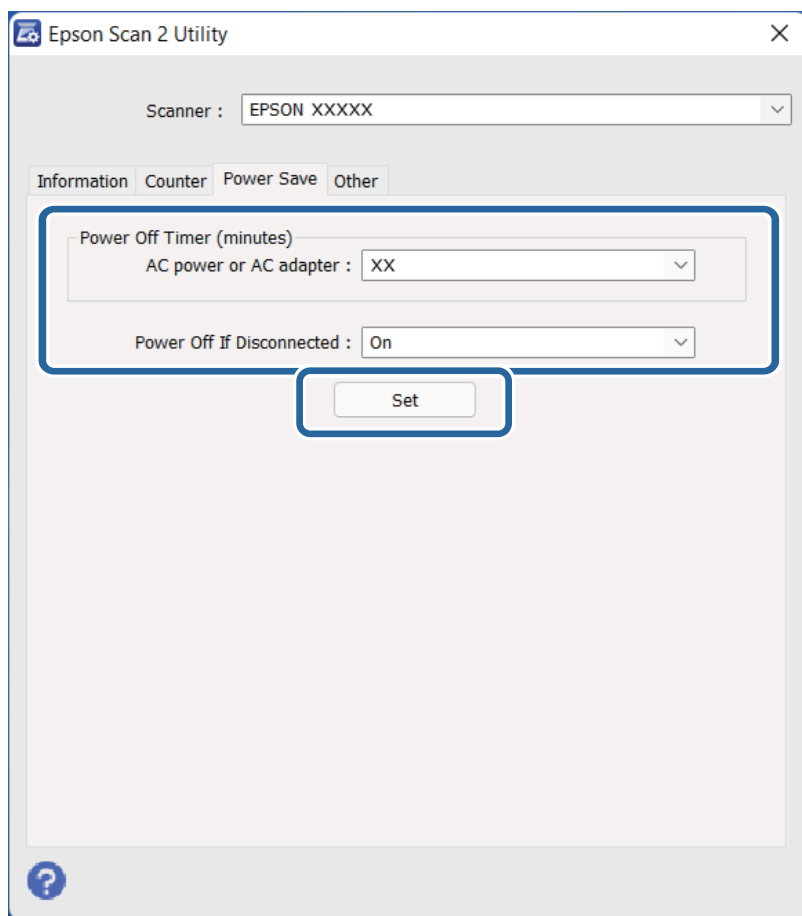 Epson Scan 2 Utility
Scanner : EPSON XXXXX
Information Counter Power Save Other
Power Off Timer (minutes)
AC power or AC adapter : XX
Power Off If Disconnected : On
Set
?